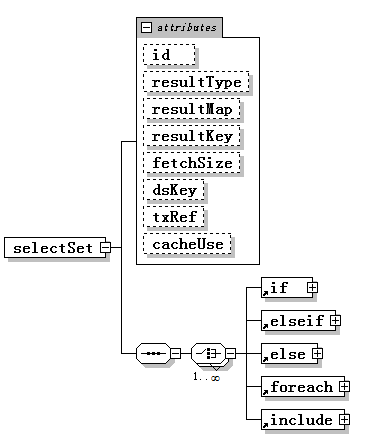 attributes
id
resultType
resultMap
resultKey
fetchSize
dsKey
txRef
cacheUse
selectSet
if
elseif
else
1..∞
foreach
include